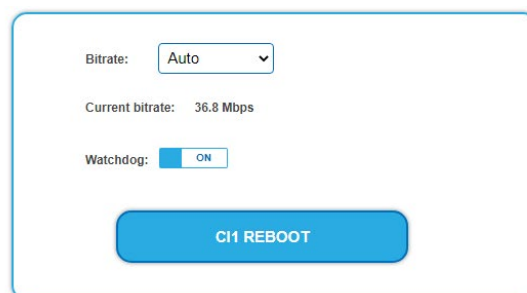 Bitrate: Auto
Current bitrate: 36.8 Mbps
Watchdog: ON
CI1 REBOOT